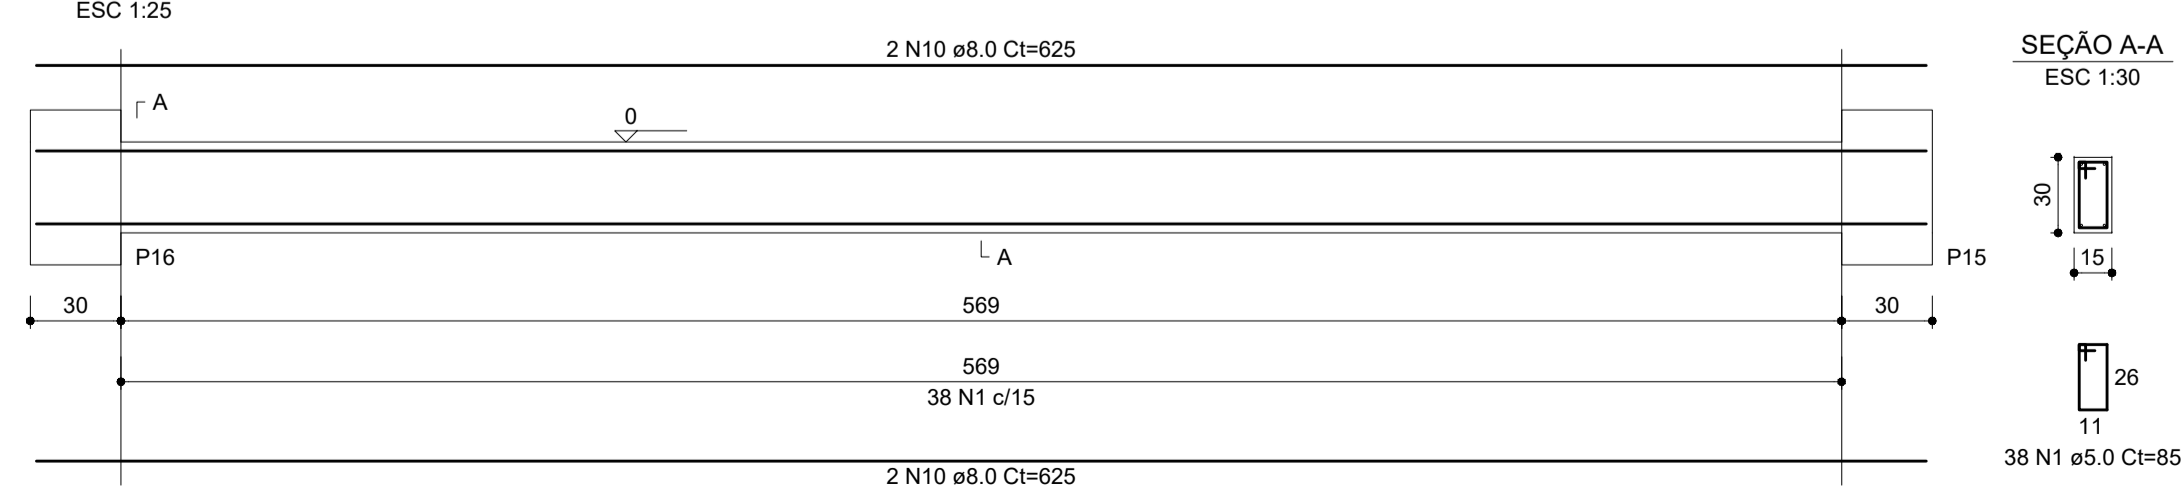 ESC 1:25
2 N10 ø8.0 Ct=625
SEÇÃO A-A
ESC 1:30
A
0
30
P16
A
P15
15
30
569
30
569
38 N1 c/15
26
11
38 N1 ø5.0 Ct=85
2 N10 ø8.0 Ct=625